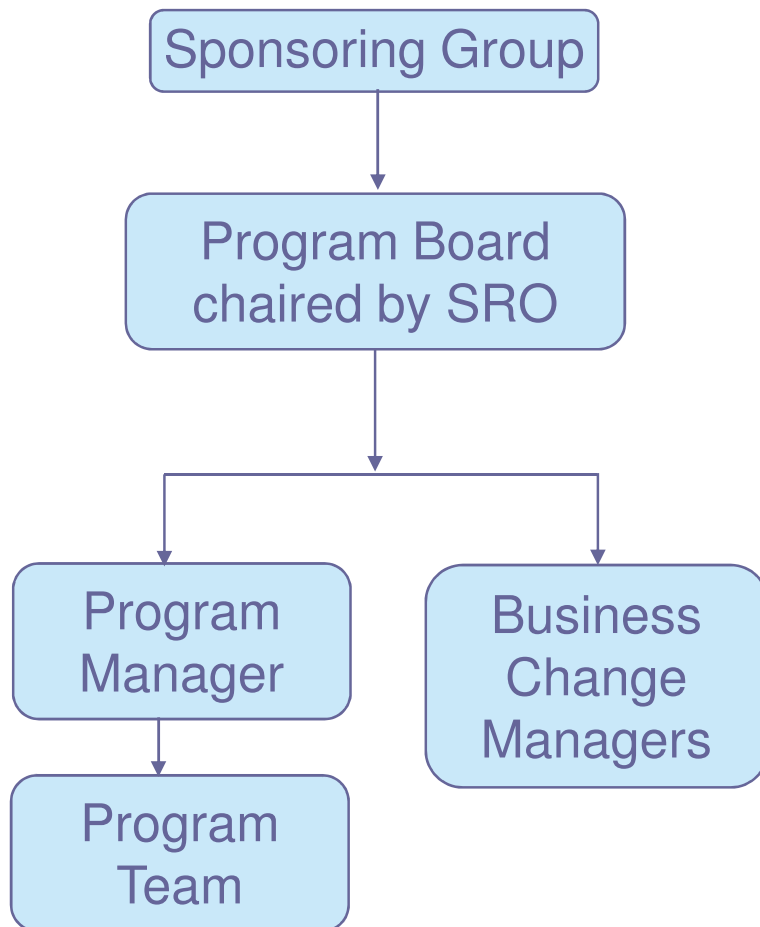 Sponsoring Group
Program Board
chaired by SRO
Program
Manager
Business
Change
Managers
Program
Team